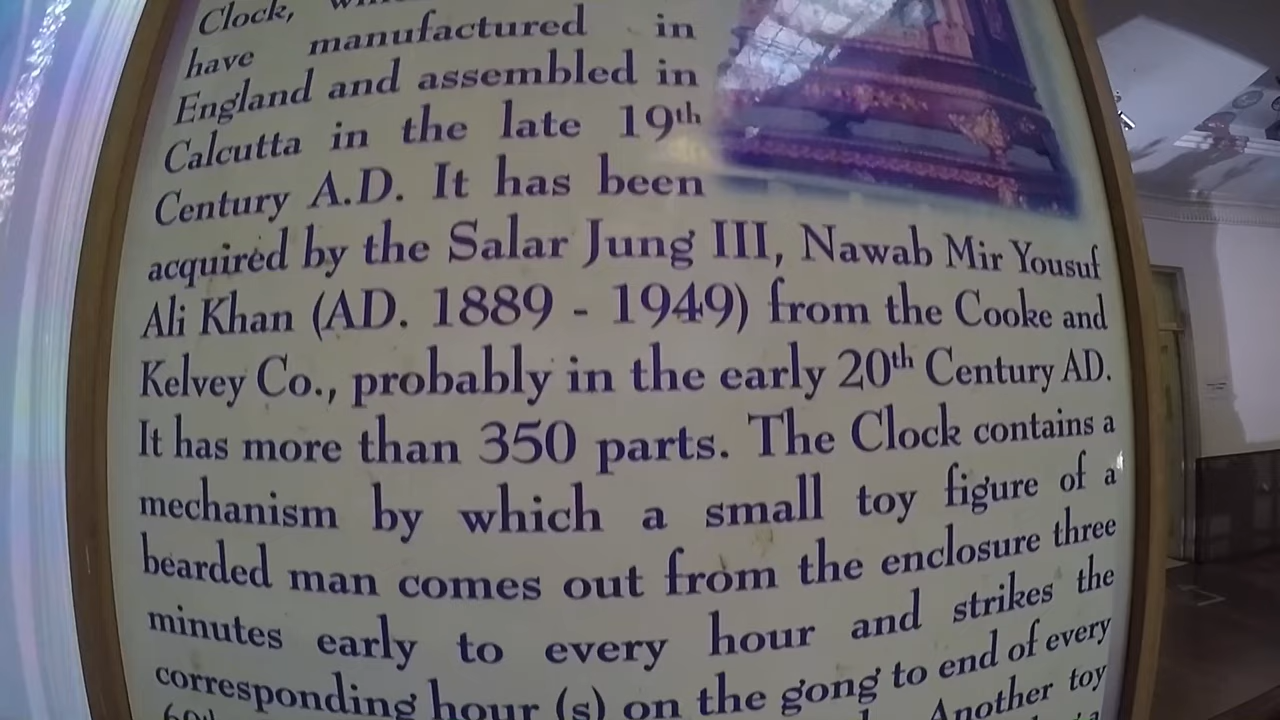 Clock,
have manufactured in
England and assembled in
Calcutta in the late 19th
Century A.D. It has been
acquired by the Salar Jung III, Nawab Mir Yousuf
Ali Khan (AD. 1889 - 1949) from the Cooke and
Kelvey Co., probably in the early 20th Century AD.
It has more than 350 parts. The Clock contains a
mechanism by which a small toy figure of a
bearded man comes out from the enclosure three
minutes early to every hour and strikes the
corresponding hour (s) on the gong to end of every
Another toy